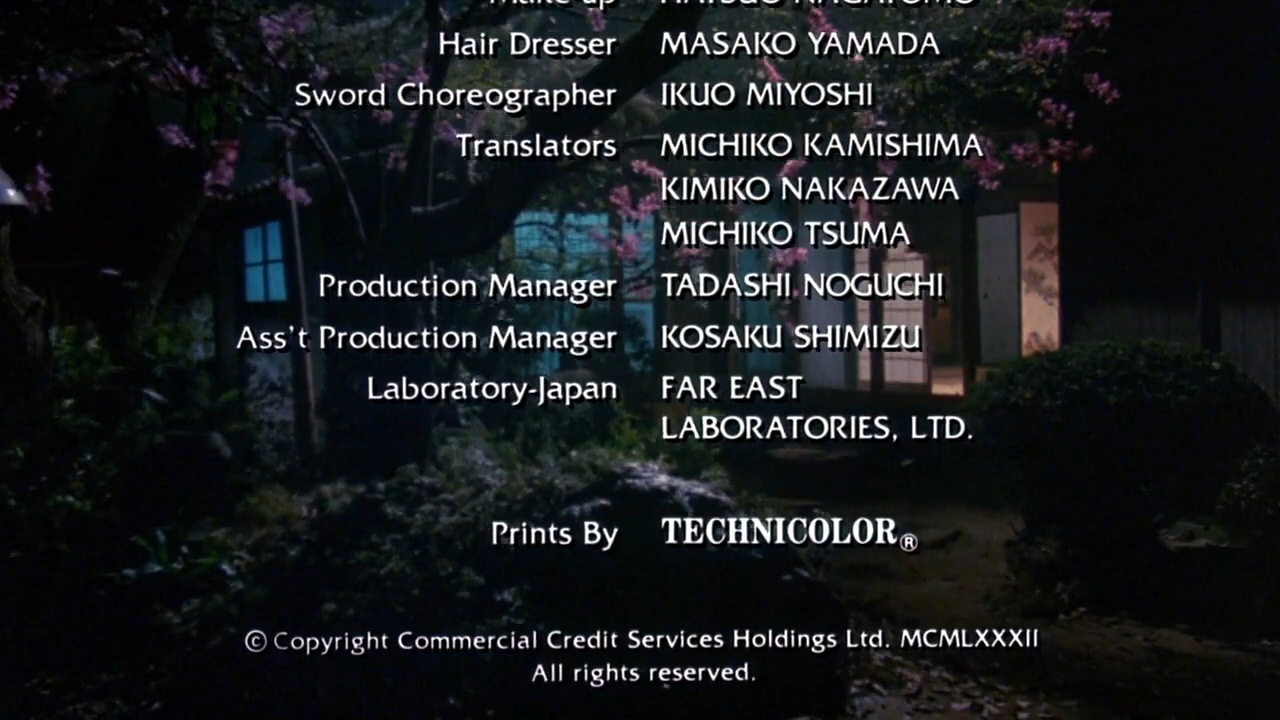 Hair Dresser MASAKO YAMADA
Sword Choreographer IKUO MIYOSHI
Translators MICHIKO KAMISHIMA
KIMIKO NAKAZAWA
MICHIKO TSUMA
Production Manager TADASHI NOGUCHI
Ass't Production Manager KOSAKU SHIMIZU
Laboratory-Japan FAR EAST
LABORATORIES, LTD.
Prints By TECHNICOLOR®
© Copyright Commercial Credit Services Holdings Ltd. MCMLXXXII
All rights reserved.